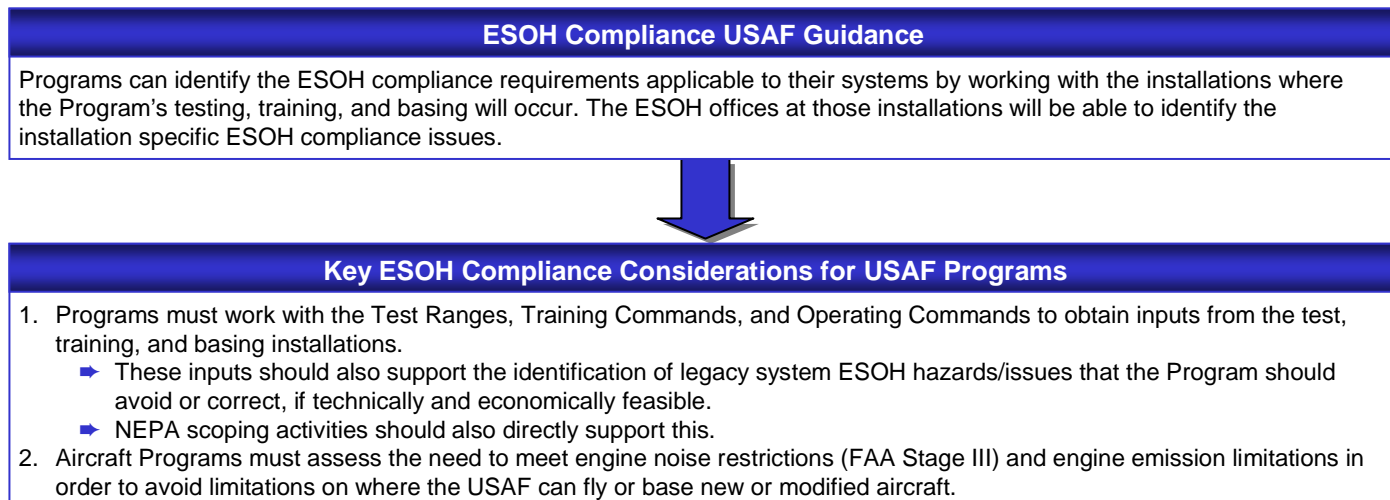 ESOH Compliance USAF Guidance
Programs can identify the ESOH compliance requirements applicable to their systems by working with the installations where
the Program's testing, training, and basing will occur. The ESOH offices at those installations will be able to identify the
installation specific ESOH compliance issues.
Key ESOH Compliance Considerations for USAF Programs
1. Programs must work with the Test Ranges, Training Commands, and Operating Commands to obtain inputs from the test,
training, and basing installations.
➨ These inputs should also support the identification of legacy system ESOH hazards/issues that the Program should
avoid or correct, if technically and economically feasible.
➨ NEPA scoping activities should also directly support this.
2. Aircraft Programs must assess the need to meet engine noise restrictions (FAA Stage III) and engine emission limitations in
order to avoid limitations on where the USAF can fly or base new or modified aircraft.